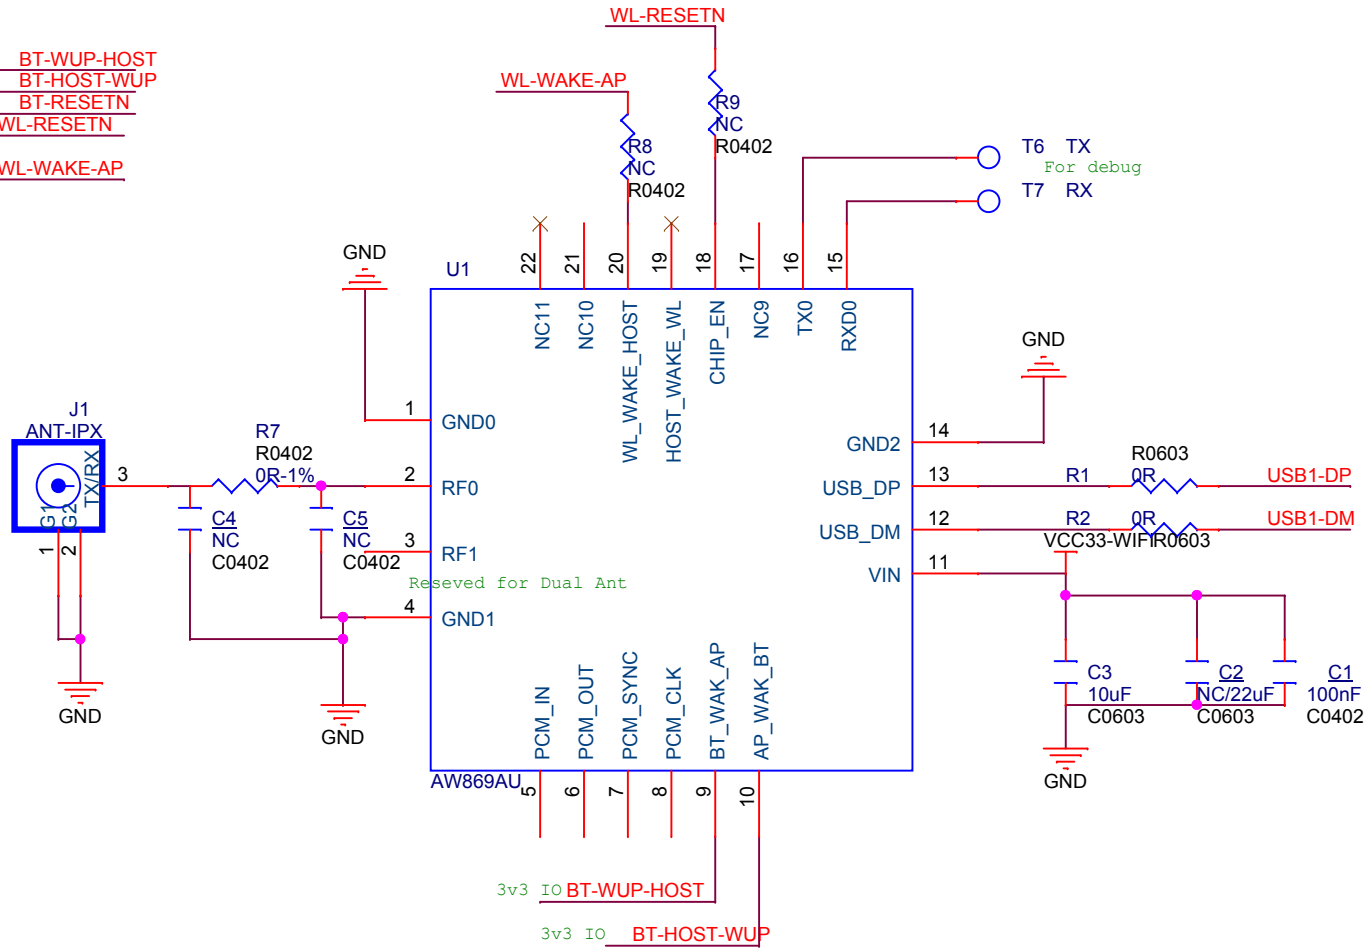 WL-RESETN
BT-WUP-HOST
BT-HOST-WUP
BT-RESETN
WL-RESETN
WL-WAKE-AP
WL-WAKE-AP
R9
NC
R0402
R8
NC
R0402
T6 TX
For debug
T7 RX
GND
U1
22
21
20
19
18
17
16
15
NC11
NC10
WL_WAKE_HOST
HOST_WAKE_WL
CHIP_EN
NC9
TX0
RXD0
GND
1
GND0
14
GND2
J1
ANT-IPX
TX/RX
G1
G2
3
1
2
R7
R0402
0R-1%
2
RF0
13
USB_DP
R1
R0603
0R
USB1-DP
C4
NC
C0402
C5
NC
C0402
3
RF1
12
USB_DM
R2
0R
R0603
USB1-DM
VCC33-WIFI
Reseved for Dual Ant
11
VIN
4
GND1
C3
10uF
C0603
C2
NC/22uF
C0603
C1
100nF
C0402
GND
GND
GND
PCM_IN
PCM_OUT
PCM_SYNC
PCM_CLK
BT_WAK_AP
AP_WAK_BT
AW869AU
5
6
7
8
9
10
3v3 IO BT-WUP-HOST
3v3 IO BT-HOST-WUP